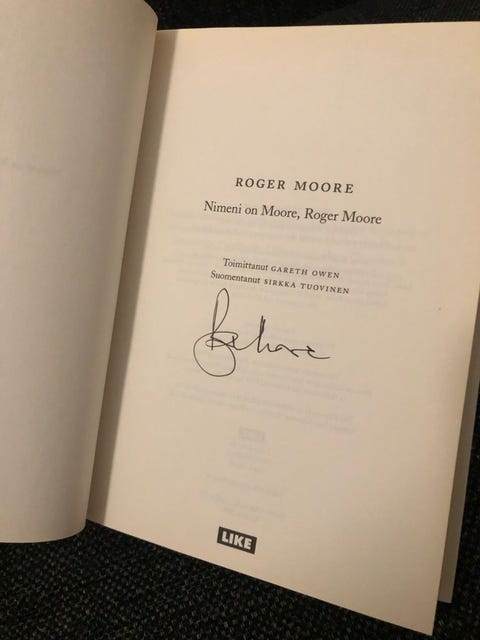 ROGER MOORE
Nimeni on Moore, Roger Moore
Toimittanut GARETH OWEN
Suomentanut SIRKKA TUOVINEN
LIKE